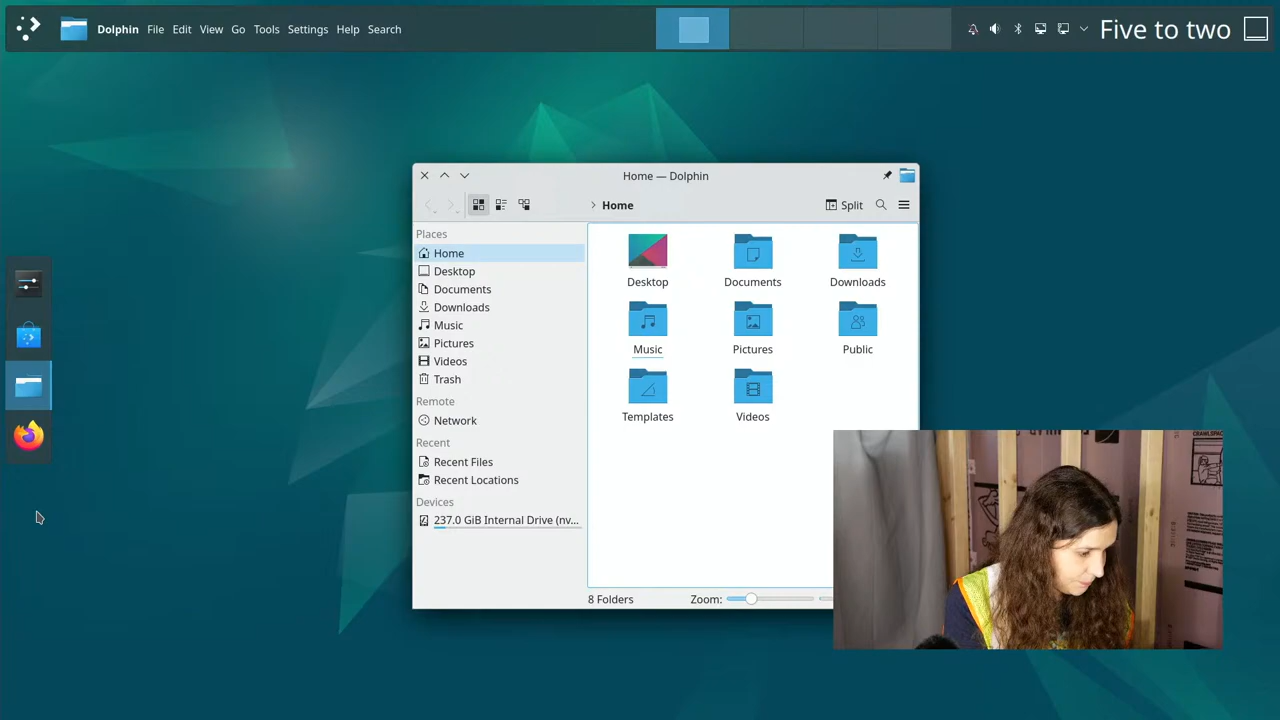 Dolphin File Edit View Go Tools Settings Help Search
Five to two
Home — Dolphin
Home
Split
Places
Home
Desktop
Documents
Downloads
Music
Pictures
Videos
Trash
Remote
Network
Recent
Recent Files
Recent Locations
Devices
237.0 GiB Internal Drive (nv...
Desktop Documents Downloads
Music Pictures Public
Templates Videos
8 Folders Zoom:
CRAWLSPAC